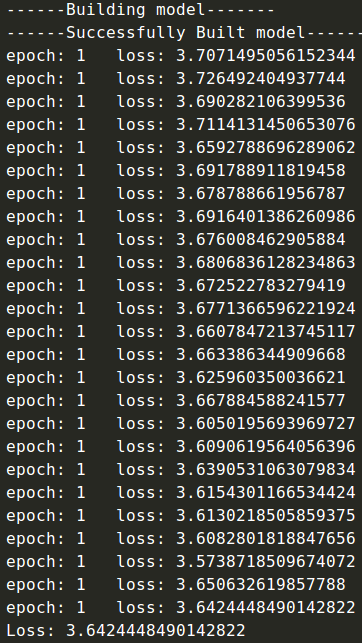 ------Building model-------
------Successfully Built model------
epoch: 1   loss: 3.7071495056152344
epoch: 1   loss: 3.726492404937744
epoch: 1   loss: 3.690282106399536
epoch: 1   loss: 3.7114131450653076
epoch: 1   loss: 3.6592788696289062
epoch: 1   loss: 3.691788911819458
epoch: 1   loss: 3.678788661956787
epoch: 1   loss: 3.6916401386260986
epoch: 1   loss: 3.676008462905884
epoch: 1   loss: 3.6806836128234863
epoch: 1   loss: 3.672522783279419
epoch: 1   loss: 3.6771366596221924
epoch: 1   loss: 3.6607847213745117
epoch: 1   loss: 3.663386344909668
epoch: 1   loss: 3.625960350036621
epoch: 1   loss: 3.667884588241577
epoch: 1   loss: 3.6050195693969727
epoch: 1   loss: 3.6090619564056396
epoch: 1   loss: 3.6390531063079834
epoch: 1   loss: 3.6154301166534424
epoch: 1   loss: 3.6130218505859375
epoch: 1   loss: 3.6082801818847656
epoch: 1   loss: 3.5738718509674072
epoch: 1   loss: 3.650632619857788
epoch: 1   loss: 3.6424448490142822
Loss: 3.6424448490142822